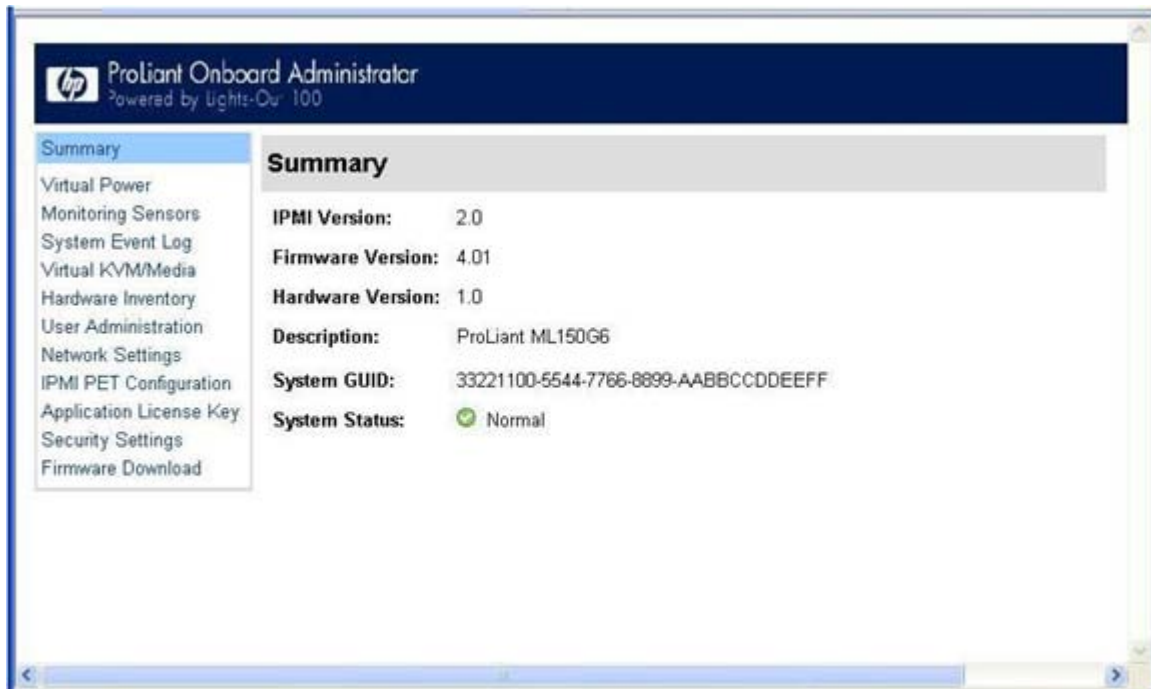 hp
ProLiant Onboard Administrator
Powered by Lights-Out 100
Summary
Virtual Power
Monitoring Sensors
System Event Log
Virtual KVM/Media
Hardware Inventory
User Administration
Network Settings
IPMI PET Configuration
Application License Key
Security Settings
Firmware Download
Summary
IPMI Version: 2.0
Firmware Version: 4.01
Hardware Version: 1.0
Description: ProLiant ML150G6
System GUID: 33221100-5544-7766-8899-AABBCCDDEEFF
System Status: Normal